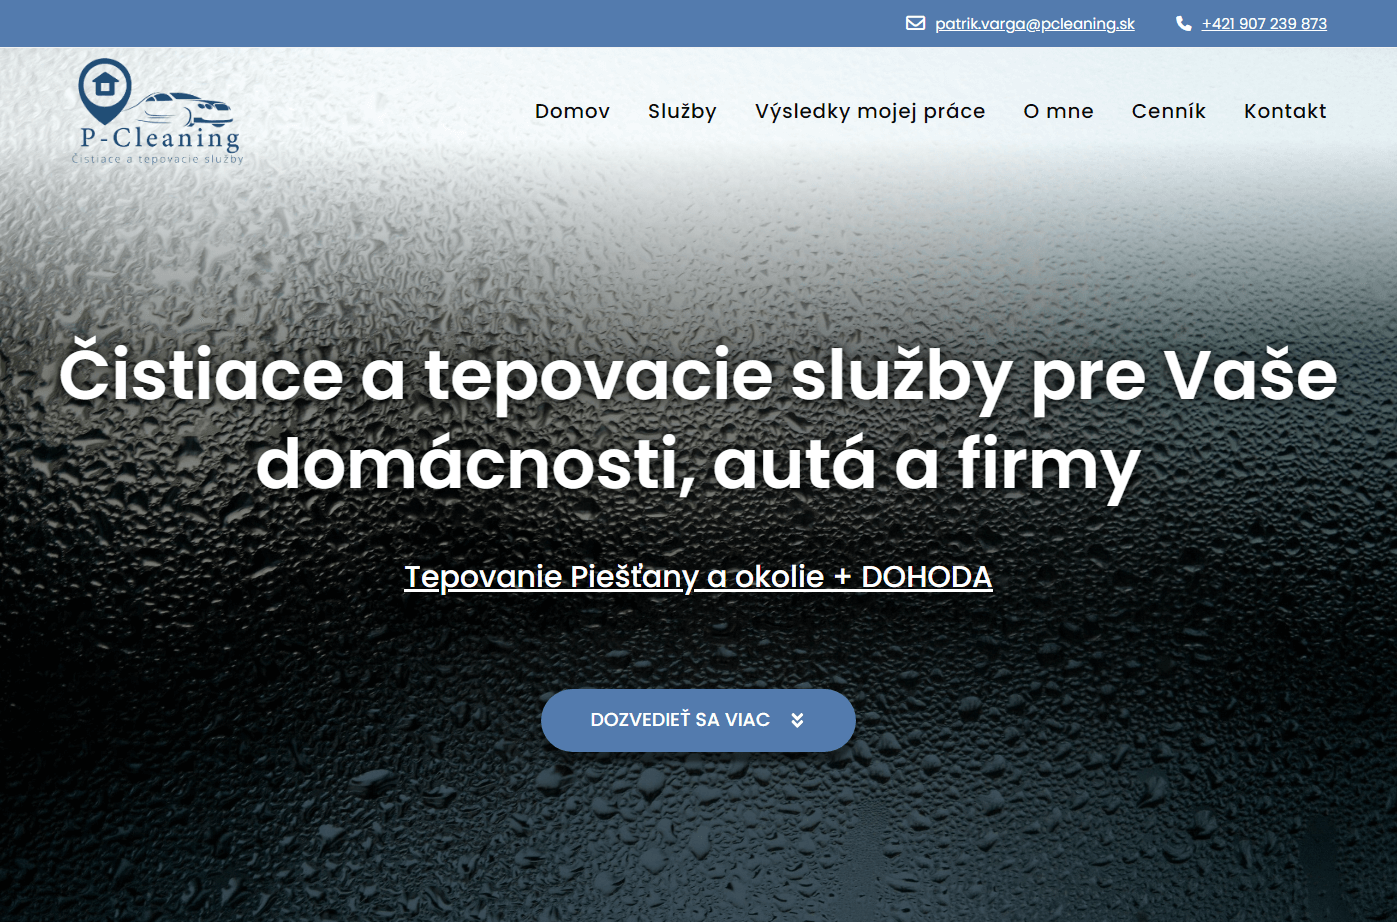 patrik.varga@pcleaning.sk +421 907 239 873
P-Cleaning
Čistiace a tepovacie služby
Domov Služby Výsledky mojej práce O mne Cenník Kontakt
Čistiace a tepovacie služby pre Vaše
domácnosti, autá a firmy
Tepovanie Piešťany a okolie + DOHODA
DOZVEDIEŤ SA VIAC